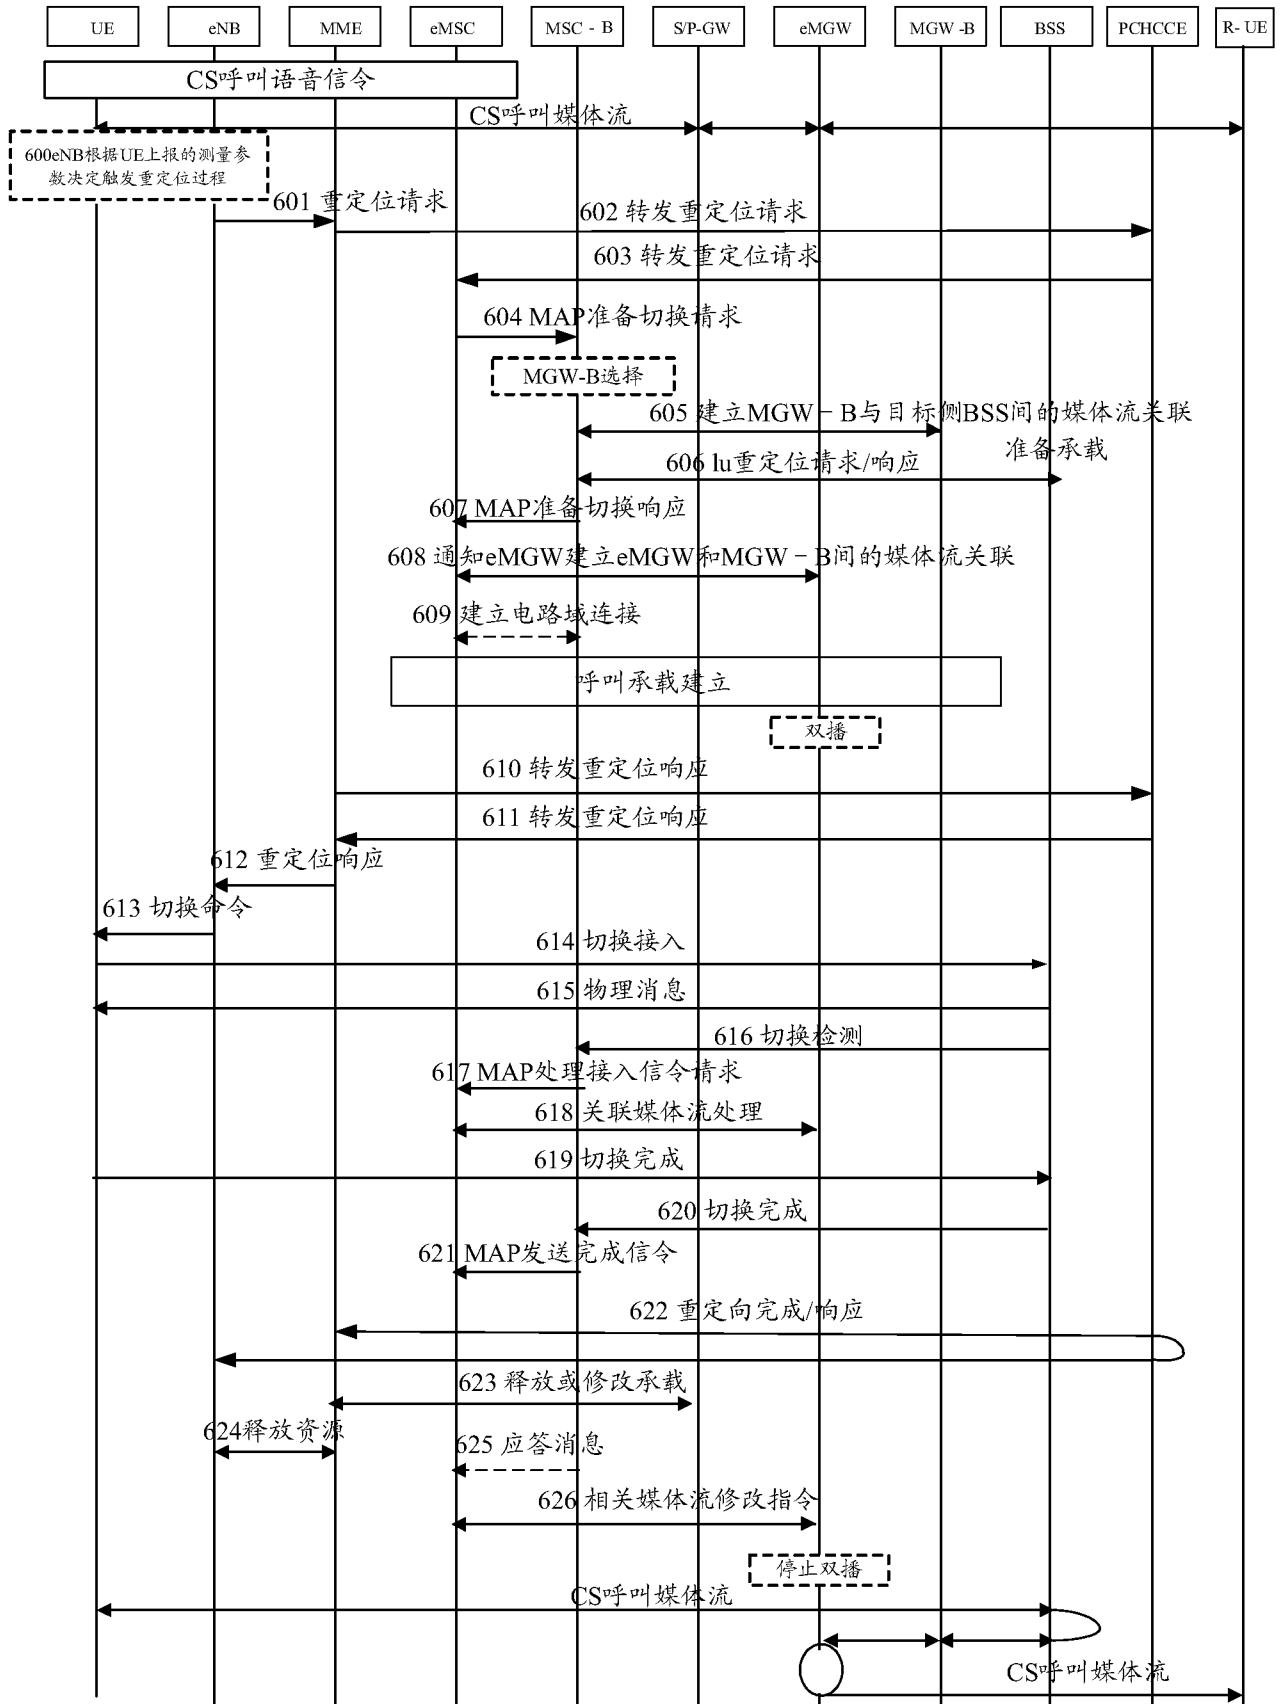 UE eNB MME eMSC MSC - B S/P-GW eMGW MGW -B BSS PCHCCE R- UE
CS呼叫语音信令
CS呼叫媒体流
600eNB根据UE上报的测量参
数决定触发重定位过程
601 重定位请求
602 转发重定位请求
603 转发重定位请求
604 MAP准备切换请求
MGW-B选择
605 建立MGW－B与目标侧BSS间的媒体流关联
准备承载
606 lu重定位请求/响应
607 MAP准备切换响应
608 通知eMGW建立eMGW和MGW－B间的媒体流关联
609 建立电路域连接
呼叫承载建立
双播
610 转发重定位响应
611 转发重定位响应
612 重定位响应
613 切换命令
614 切换接入
615 物理消息
616 切换检测
617 MAP处理接入信令请求
618 关联媒体流处理
619 切换完成
620 切换完成
621 MAP发送完成信令
622 重定向完成/响应
623 释放或修改承载
624释放资源
625 应答消息
626 相关媒体流修改指令
停止双播
CS呼叫媒体流
CS呼叫媒体流